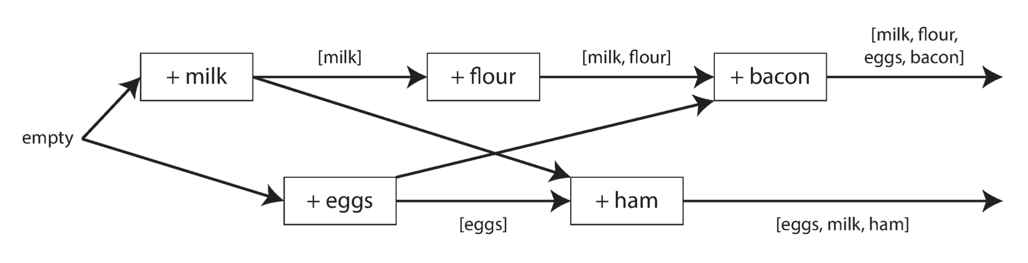 [milk, flour,
eggs, bacon]
[milk]
[milk, flour]
+ milk
+ flour
+ bacon
empty
+ eggs
+ ham
[eggs]
[eggs, milk, ham]